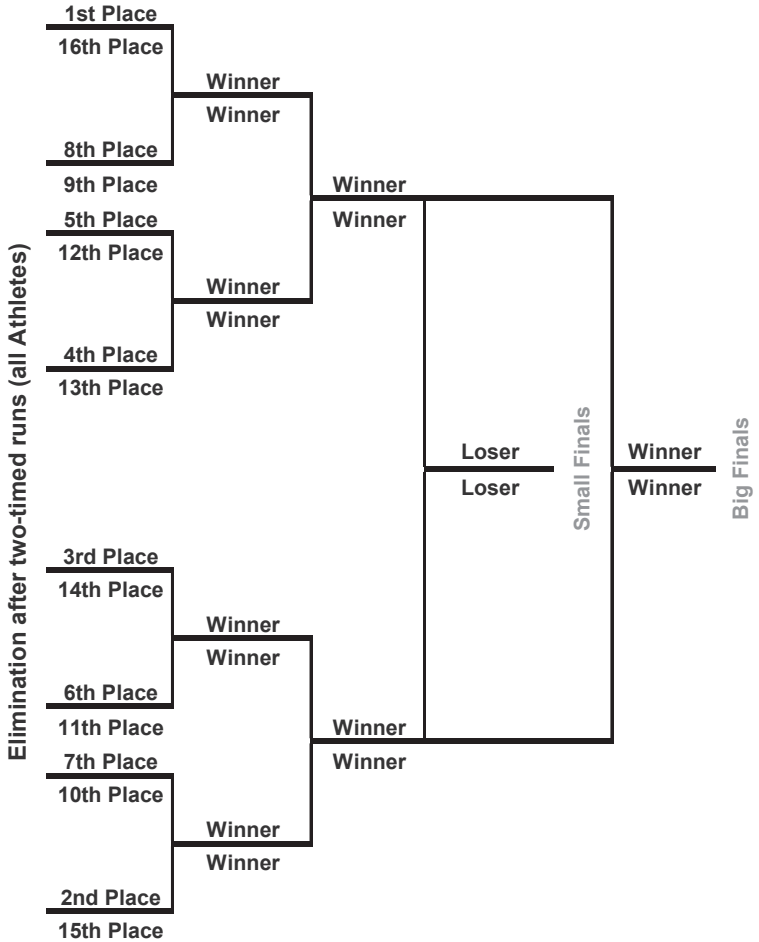 Elimination after two-timed runs (all Athletes)
1st Place
16th Place
8th Place
9th Place
5th Place
12th Place
4th Place
13th Place
3rd Place
14th Place
6th Place
11th Place
7th Place
10th Place
2nd Place
15th Place
Winner
Winner
Winner
Winner
Winner
Winner
Winner
Winner
Winner
Winner
Winner
Winner
Loser
Loser
Small Finals
Winner
Winner
Big Finals